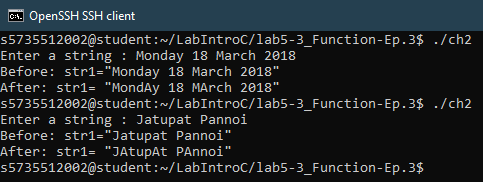 OpenSSH SSH client
s5735512002@student:~/LabIntroC/lab5-3_Function-Ep.3$ ./ch2
Enter a string : Monday 18 March 2018
Before: str1="Monday 18 March 2018"
After: str1= "MondAy 18 MArch 2018"
s5735512002@student:~/LabIntroC/lab5-3_Function-Ep.3$ ./ch2
Enter a string : Jatupat Pannoi
Before: str1="Jatupat Pannoi"
After: str1= "JAtupAt PAnnoi"
s5735512002@student:~/LabIntroC/lab5-3_Function-Ep.3$